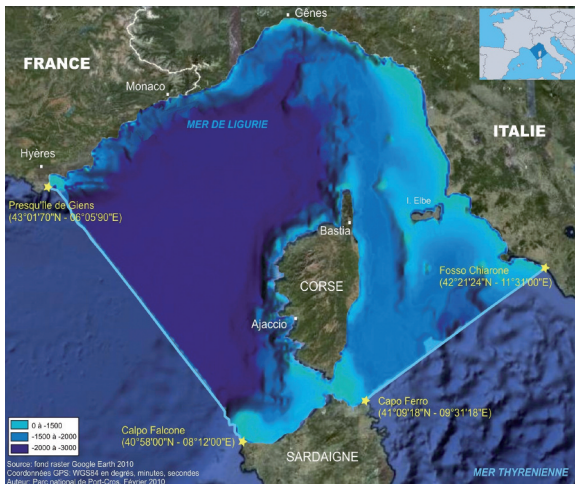 Gênes
FRANCE
Monaco
MER DE LIGURIE
ITALIE
Hyères
Presqu'île de Giens
(43°01'70"N - 06°05'90"E)
I. Elbe
Bastia
Fosso Chiarone
(42°21'24"N - 11°31'00"E)
CORSE
Ajaccio
Capo Ferro
(41°09'18"N - 09°31'18"E)
Calpo Falcone
(40°58'00"N - 08°12'00"E)
0 à -1500
-1500 à -2000
-2000 à -3000
SARDAIGNE
MER THYRENIENNE
Source: fond raster Google Earth 2010
Coordonnées GPS: WGS84 en degrés, minutes, secondes
Auteur: Parc national de Port-Cros, Février 2010